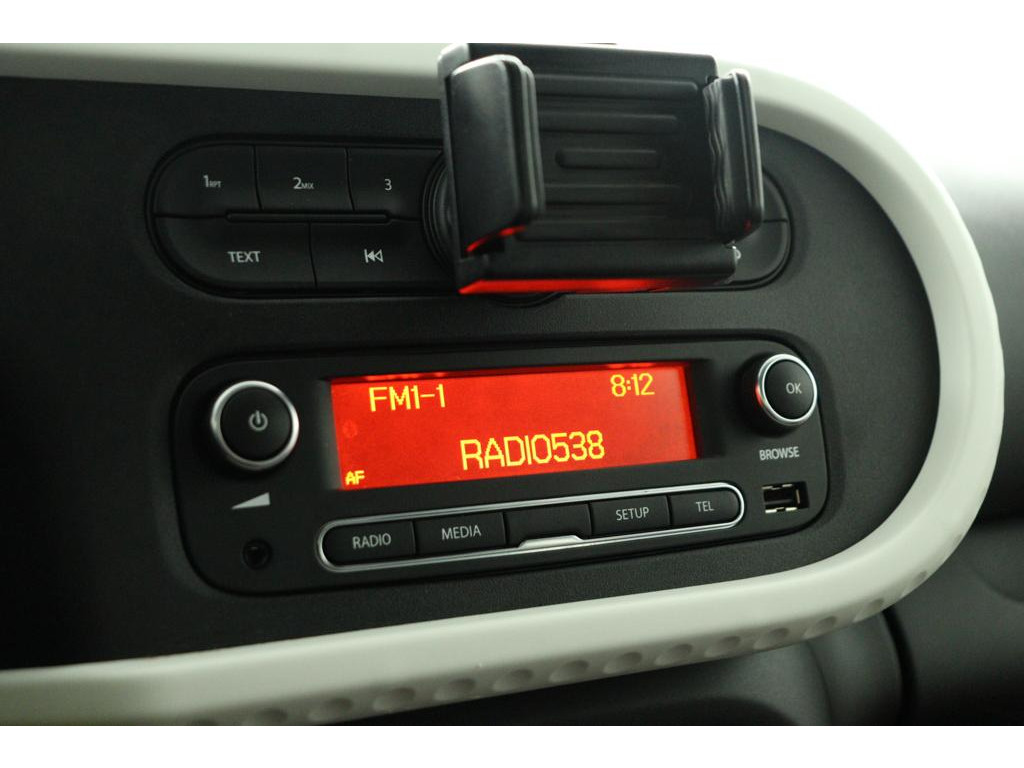 1RPT 2MIX 3
TEXT
FM1-1 8:12
RADIO538
AF
OK
BROWSE
RADIO MEDIA SETUP TEL